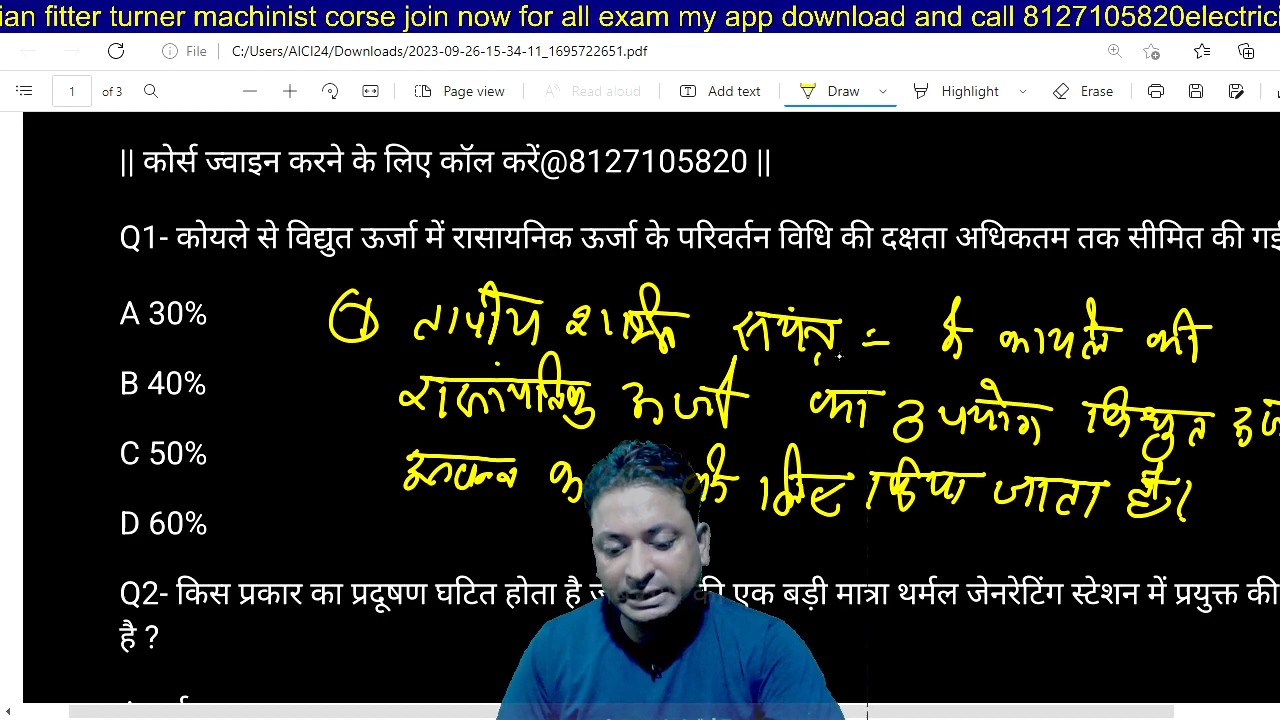 ian fitter turner machinist corse join now for all exam my app download and call 8127105820electrici
File C:/Users/AICI24/Downloads/2023-09-26-15-34-11_1695722651.pdf
1 of 3 Page view Read aloud Add text Draw Highlight Erase
|| कोर्स ज्वाइन करने के लिए कॉल करें@8127105820 ||
Q1- कोयले से विद्युत ऊर्जा में रासायनिक ऊर्जा के परिवर्तन विधि की दक्षता अधिकतम तक सीमित की गई
A 30%
तापीय शक्ति सयंत्र = के कोयले की
B 40%
ऊर्जा का उपयोग विद्युत
C 50%
के लिए किया जाता है।
D 60%
Q2- किस प्रकार का प्रदूषण घटित होता है की एक बड़ी मात्रा थर्मल जेनरेटिंग स्टेशन में प्रयुक्त की
है ?